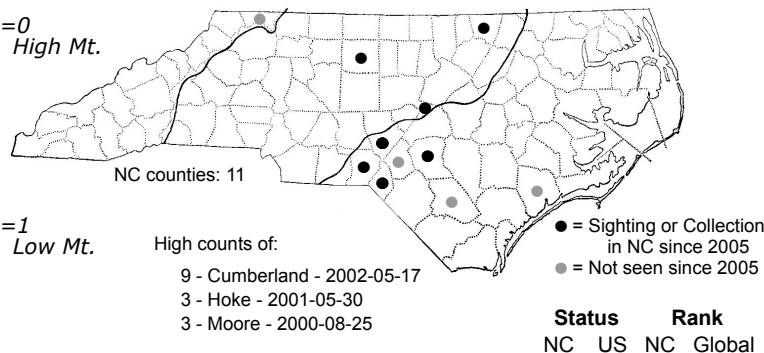 =0
High Mt.
NC counties: 11
=1
Low Mt.
High counts of:
9 - Cumberland - 2002-05-17
3 - Hoke - 2001-05-30
3 - Moore - 2000-08-25
= Sighting or Collection
in NC since 2005
= Not seen since 2005
Status Rank
NC US NC Global